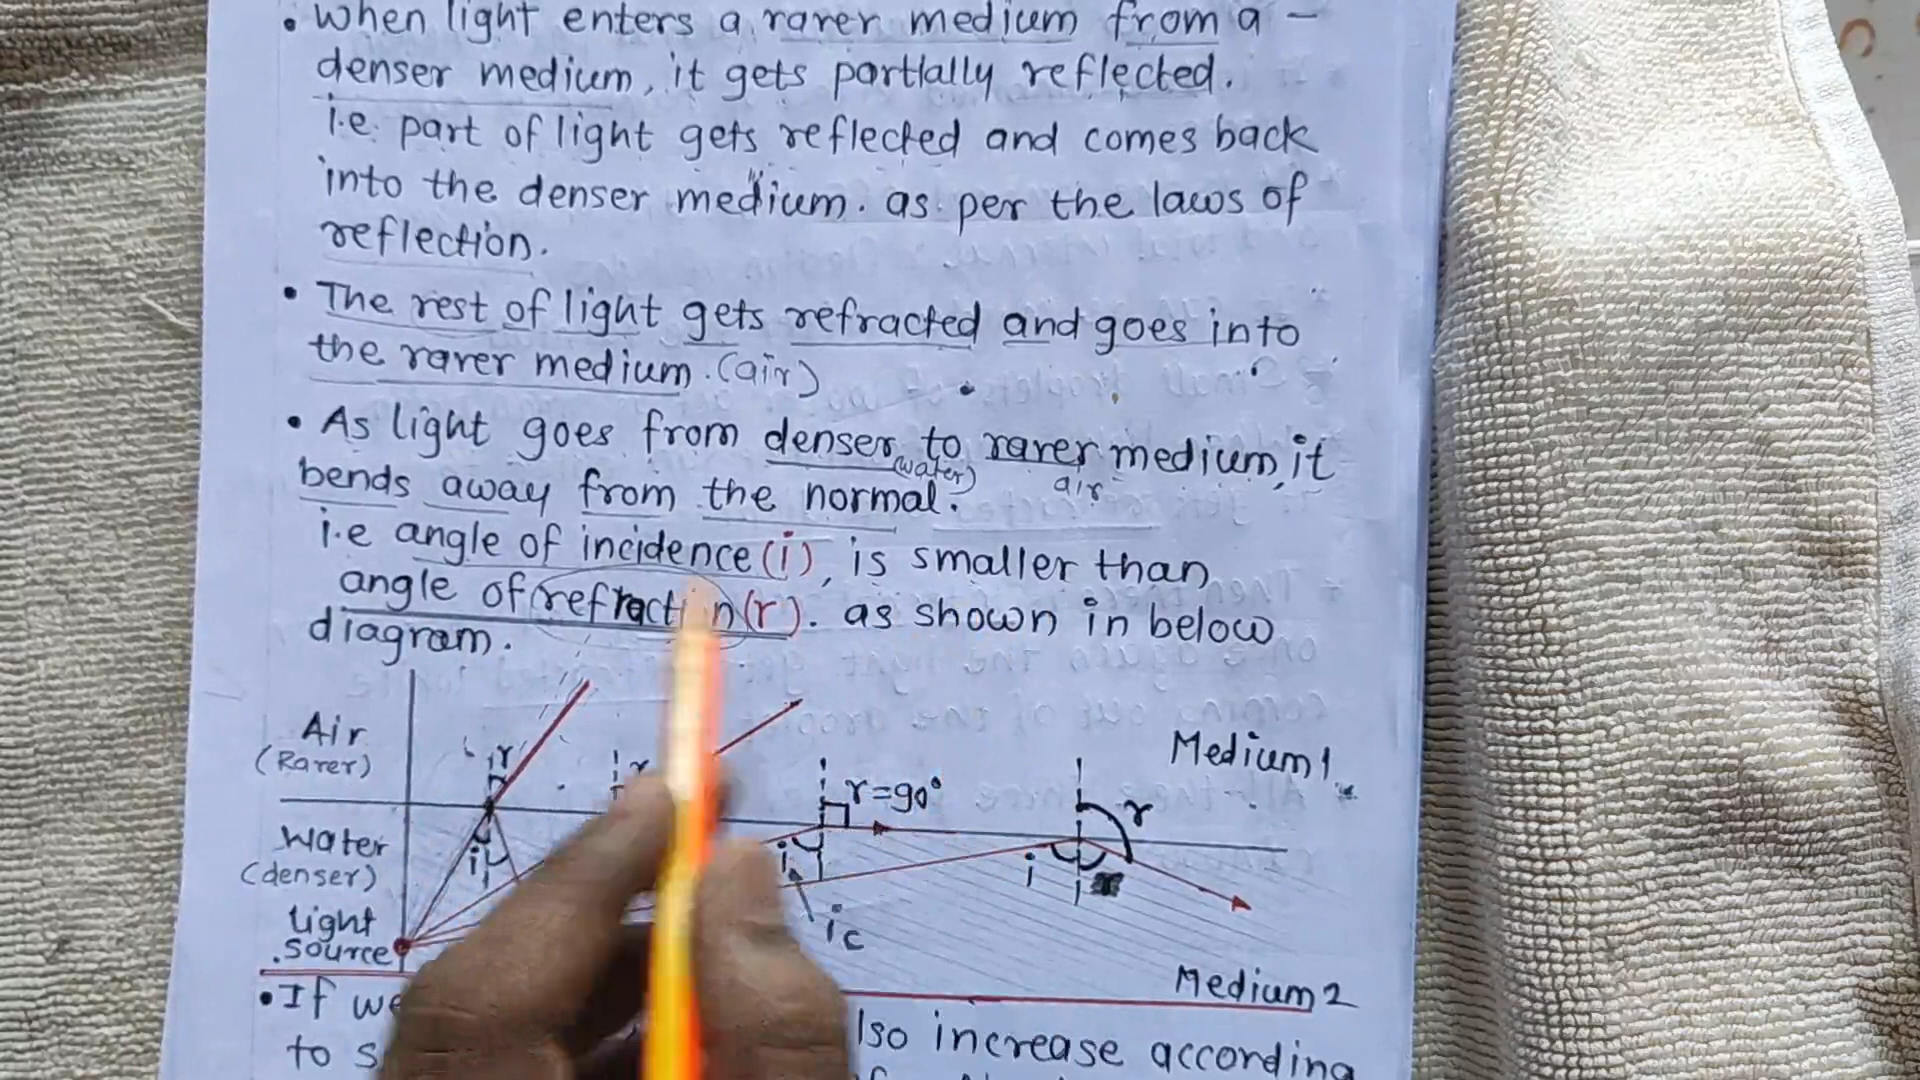 • When light enters a rarer medium from a -
denser medium, it gets partially reflected.
i.e. part of light gets reflected and comes back
into the denser medium. as per the laws of
reflection.
• The rest of light gets refracted and goes into
the rarer medium. (air)
• As light goes from denser to rarer medium, it
(water) air
bends away from the normal.
i.e angle of incidence (i), is smaller than
angle of refraction (r). as shown in below
diagram.
Air
(Rarer)
r
r
r=90°
r
Medium 1
Water
(denser)
i
i
i
ic
Light
source
Medium 2
• If we
lso increase according
to s